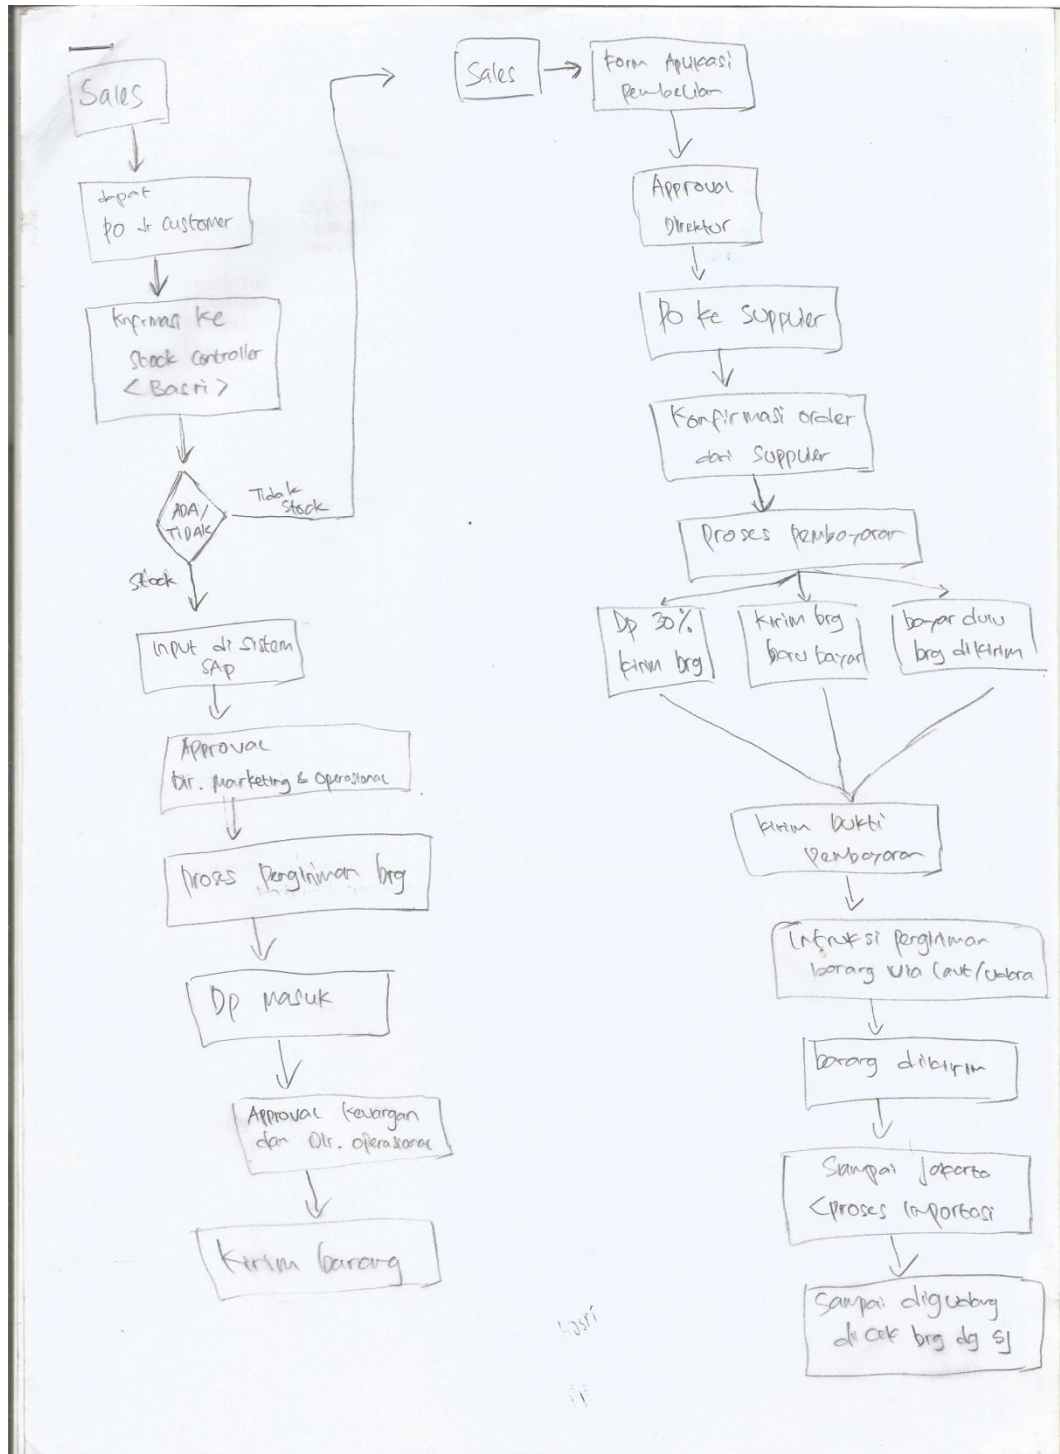 Sales
dapat
PO dr customer
Knfirmasi ke
Stock Controller
<Basri>
ADA/
TIDAK
Tidak
Stock
Stock
Input di sistem
SAP
Approval
Dir. Marketing & Operasional
Proses Pengiriman brg
Dp Masuk
Approval Keuangan
dan Dir. Operasional
Kirim barang
Sales
Form Aplikasi
Pembelian
Approval
Direktur
PO ke Supplier
Konfirmasi order
dari Supplier
Proses pembayaran
Dp 30%
kirim brg
Kirim brg
baru bayar
bayar dulu
brg dikirim
kirim bukti
Pembayaran
Intruksi pengiriman
barang via laut/udara
barang dikirim
Sampai Jakarta
<Proses importasi
Sampai digudang
di cek brg dg SJ